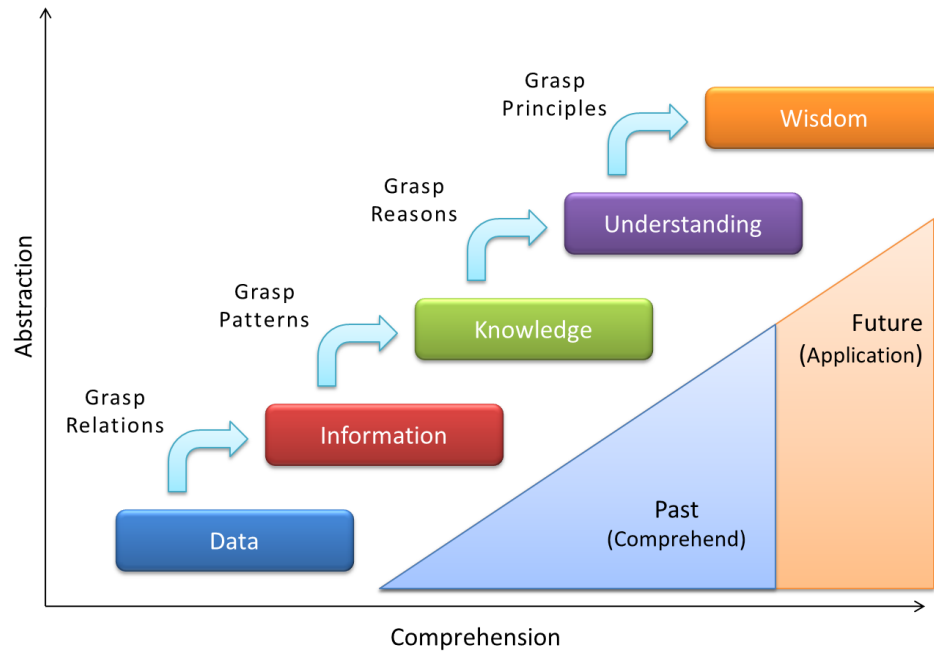 Grasp
Principles
Wisdom
Grasp
Reasons
Understanding
Grasp
Patterns
Knowledge
Grasp
Relations
Information
Data
Future
(Application)
Past
(Comprehend)
Abstraction
Comprehension